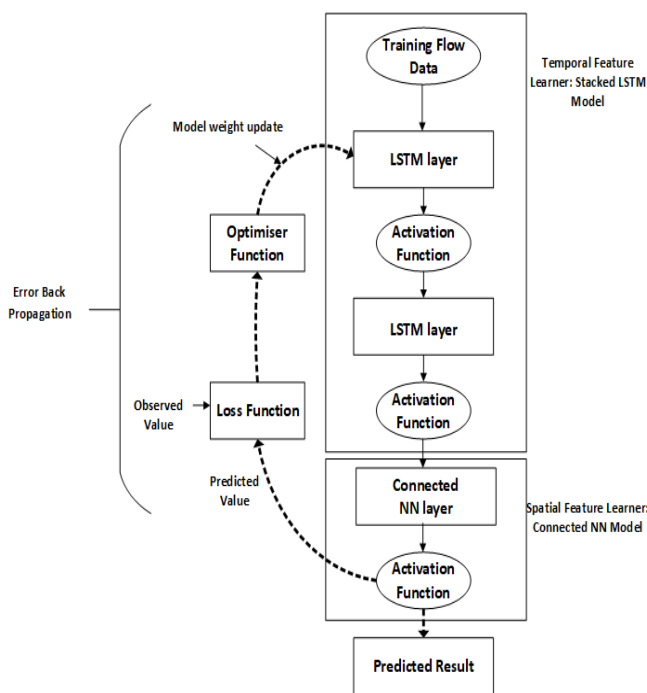 Training Flow
Data
Temporal Feature
Learner: Stacked LSTM
Model
Model weight update
LSTM layer
Optimiser
Function
Activation
Function
Error Back
Propagation
LSTM layer
Observed
Value
Loss Function
Activation
Function
Predicted
Value
Connected
NN layer
Spatial Feature Learner:
Connected NN Model
Activation
Function
Predicted Result